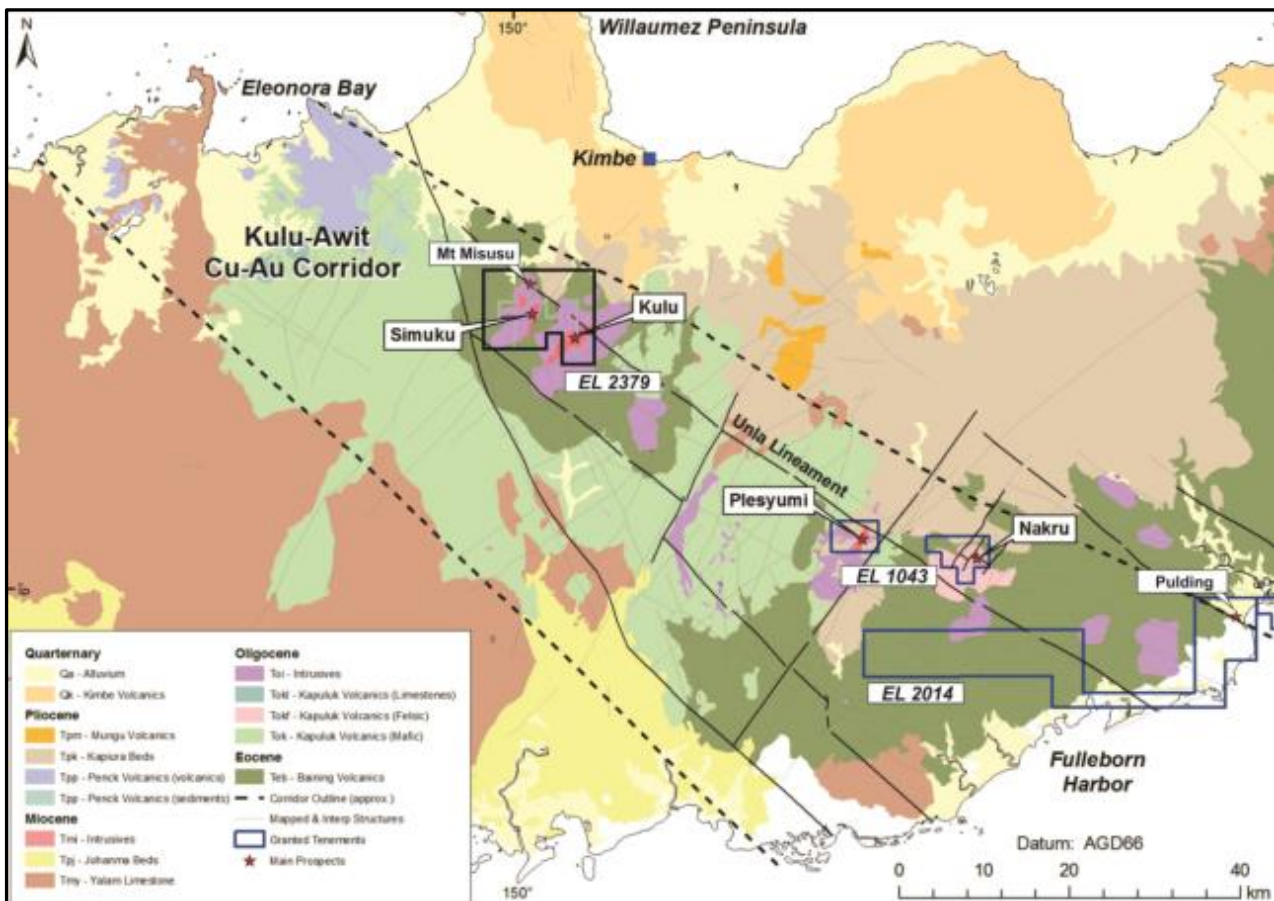 N
150°
Willaumez Peninsula
Eleonora Bay
Kimbe
Kulu-Awit
Cu-Au Corridor
Mt Misusu
Kulu
Simuku
EL 2379
Unla Lineament
Plesyumi
Nakru
EL 1043
Pulding
6°
EL 2014
Fulleborn
Harbor
Datum: AGD66
0 10 20 40
km
150°
Quarternary
Qa - Alluvium
Qk - Kimbe Volcanics
Pliocene
Tpm - Mungu Volcanics
Tpk - Kapiura Beds
Tpp - Penck Volcanics (volcanics)
Tpp - Penck Volcanics (sediments)
Miocene
Tmi - Intrusives
Tpj - Johanma Beds
Tmy - Yalam Limestone
Oligocene
Toi - Intrusives
Tokl - Kapuluk Volcanics (Limestones)
Tokf - Kapuluk Volcanics (Felsic)
Tok - Kapuluk Volcanics (Mafic)
Eocene
Teb - Baining Volcanics
Corridor Outline (approx.)
Mapped & Interp Structures
Granted Tenements
Main Prospects